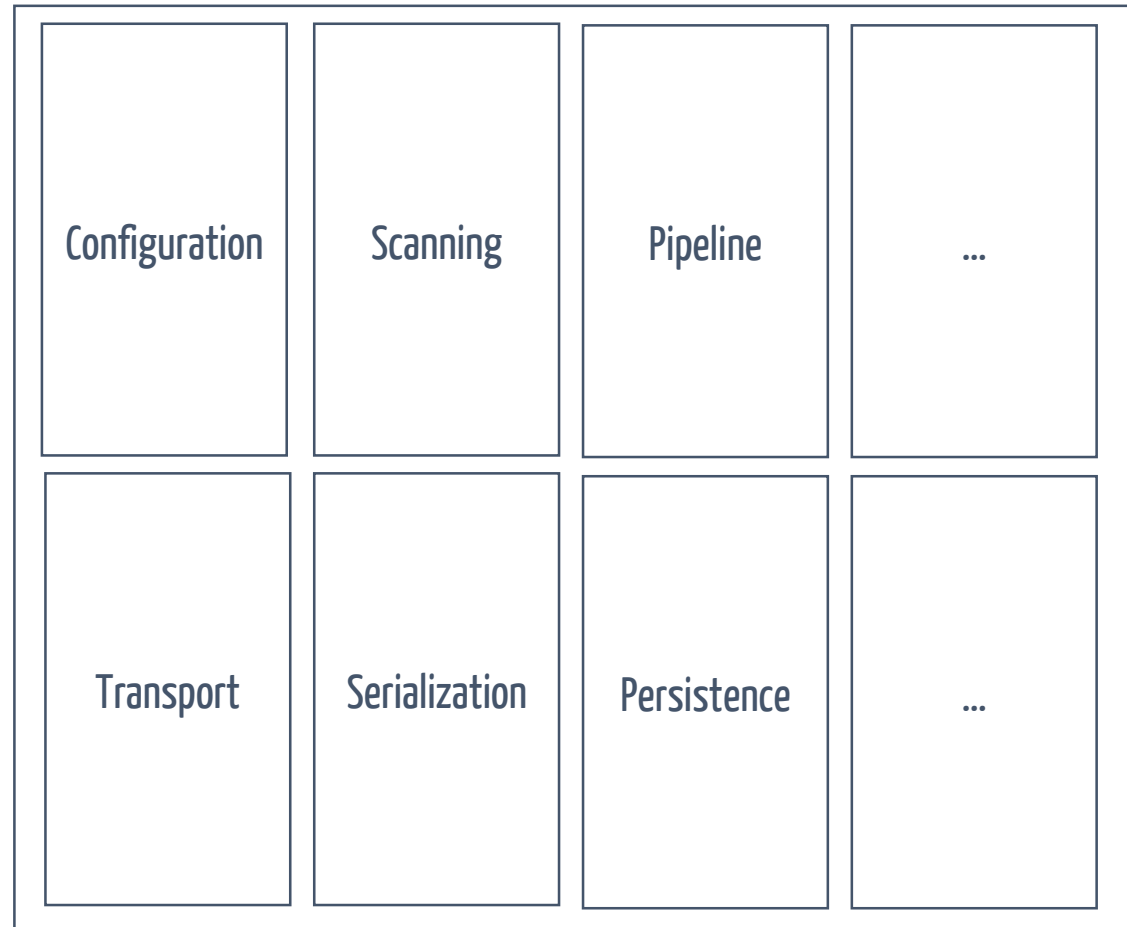 Configuration
Scanning
Pipeline
...
Transport
Serialization
Persistence
...